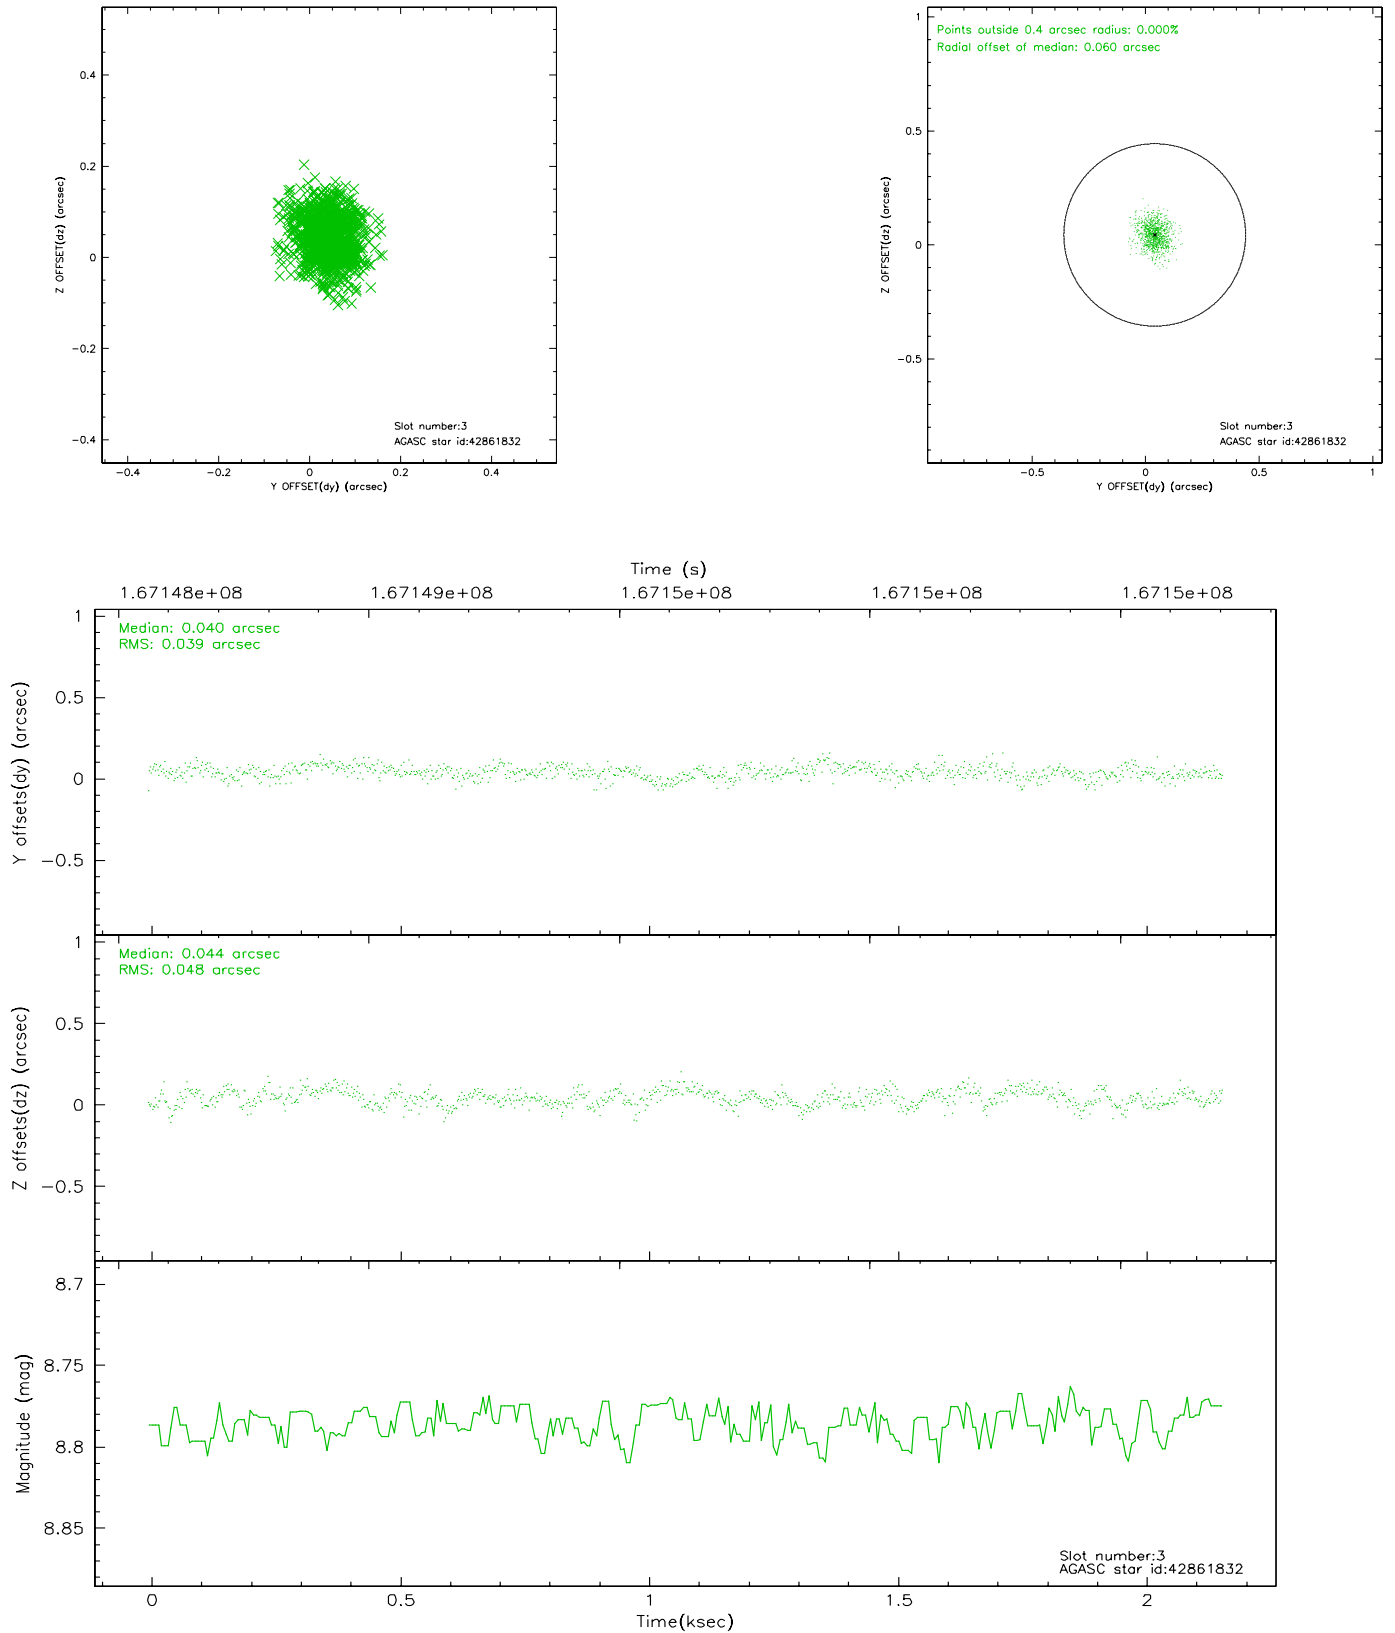 0.4
0.2
0
−0.2
−0.4
Z OFFSET(dz) (arcsec)
Slot number:3
AGASC star id:42861832
−0.4 −0.2 0 0.2 0.4
Y OFFSET(dy) (arcsec)
1
0.5
0
−0.5
Z OFFSET(dz) (arcsec)
Points outside 0.4 arcsec radius: 0.000%
Radial offset of median: 0.060 arcsec
Slot number:3
AGASC star id:42861832
−0.5 0 0.5 1
Y OFFSET(dy) (arcsec)
Time (s)
1.67148e+08 1.67149e+08 1.6715e+08 1.6715e+08 1.6715e+08
1
0.5
0
−0.5
Y offsets(dy) (arcsec)
Median: 0.040 arcsec
RMS: 0.039 arcsec
1
0.5
0
−0.5
Z offsets(dz) (arcsec)
Median: 0.044 arcsec
RMS: 0.048 arcsec
8.7
8.75
8.8
8.85
Magnitude (mag)
Slot number:3
AGASC star id:42861832
0 0.5 1 1.5 2
Time(ksec)